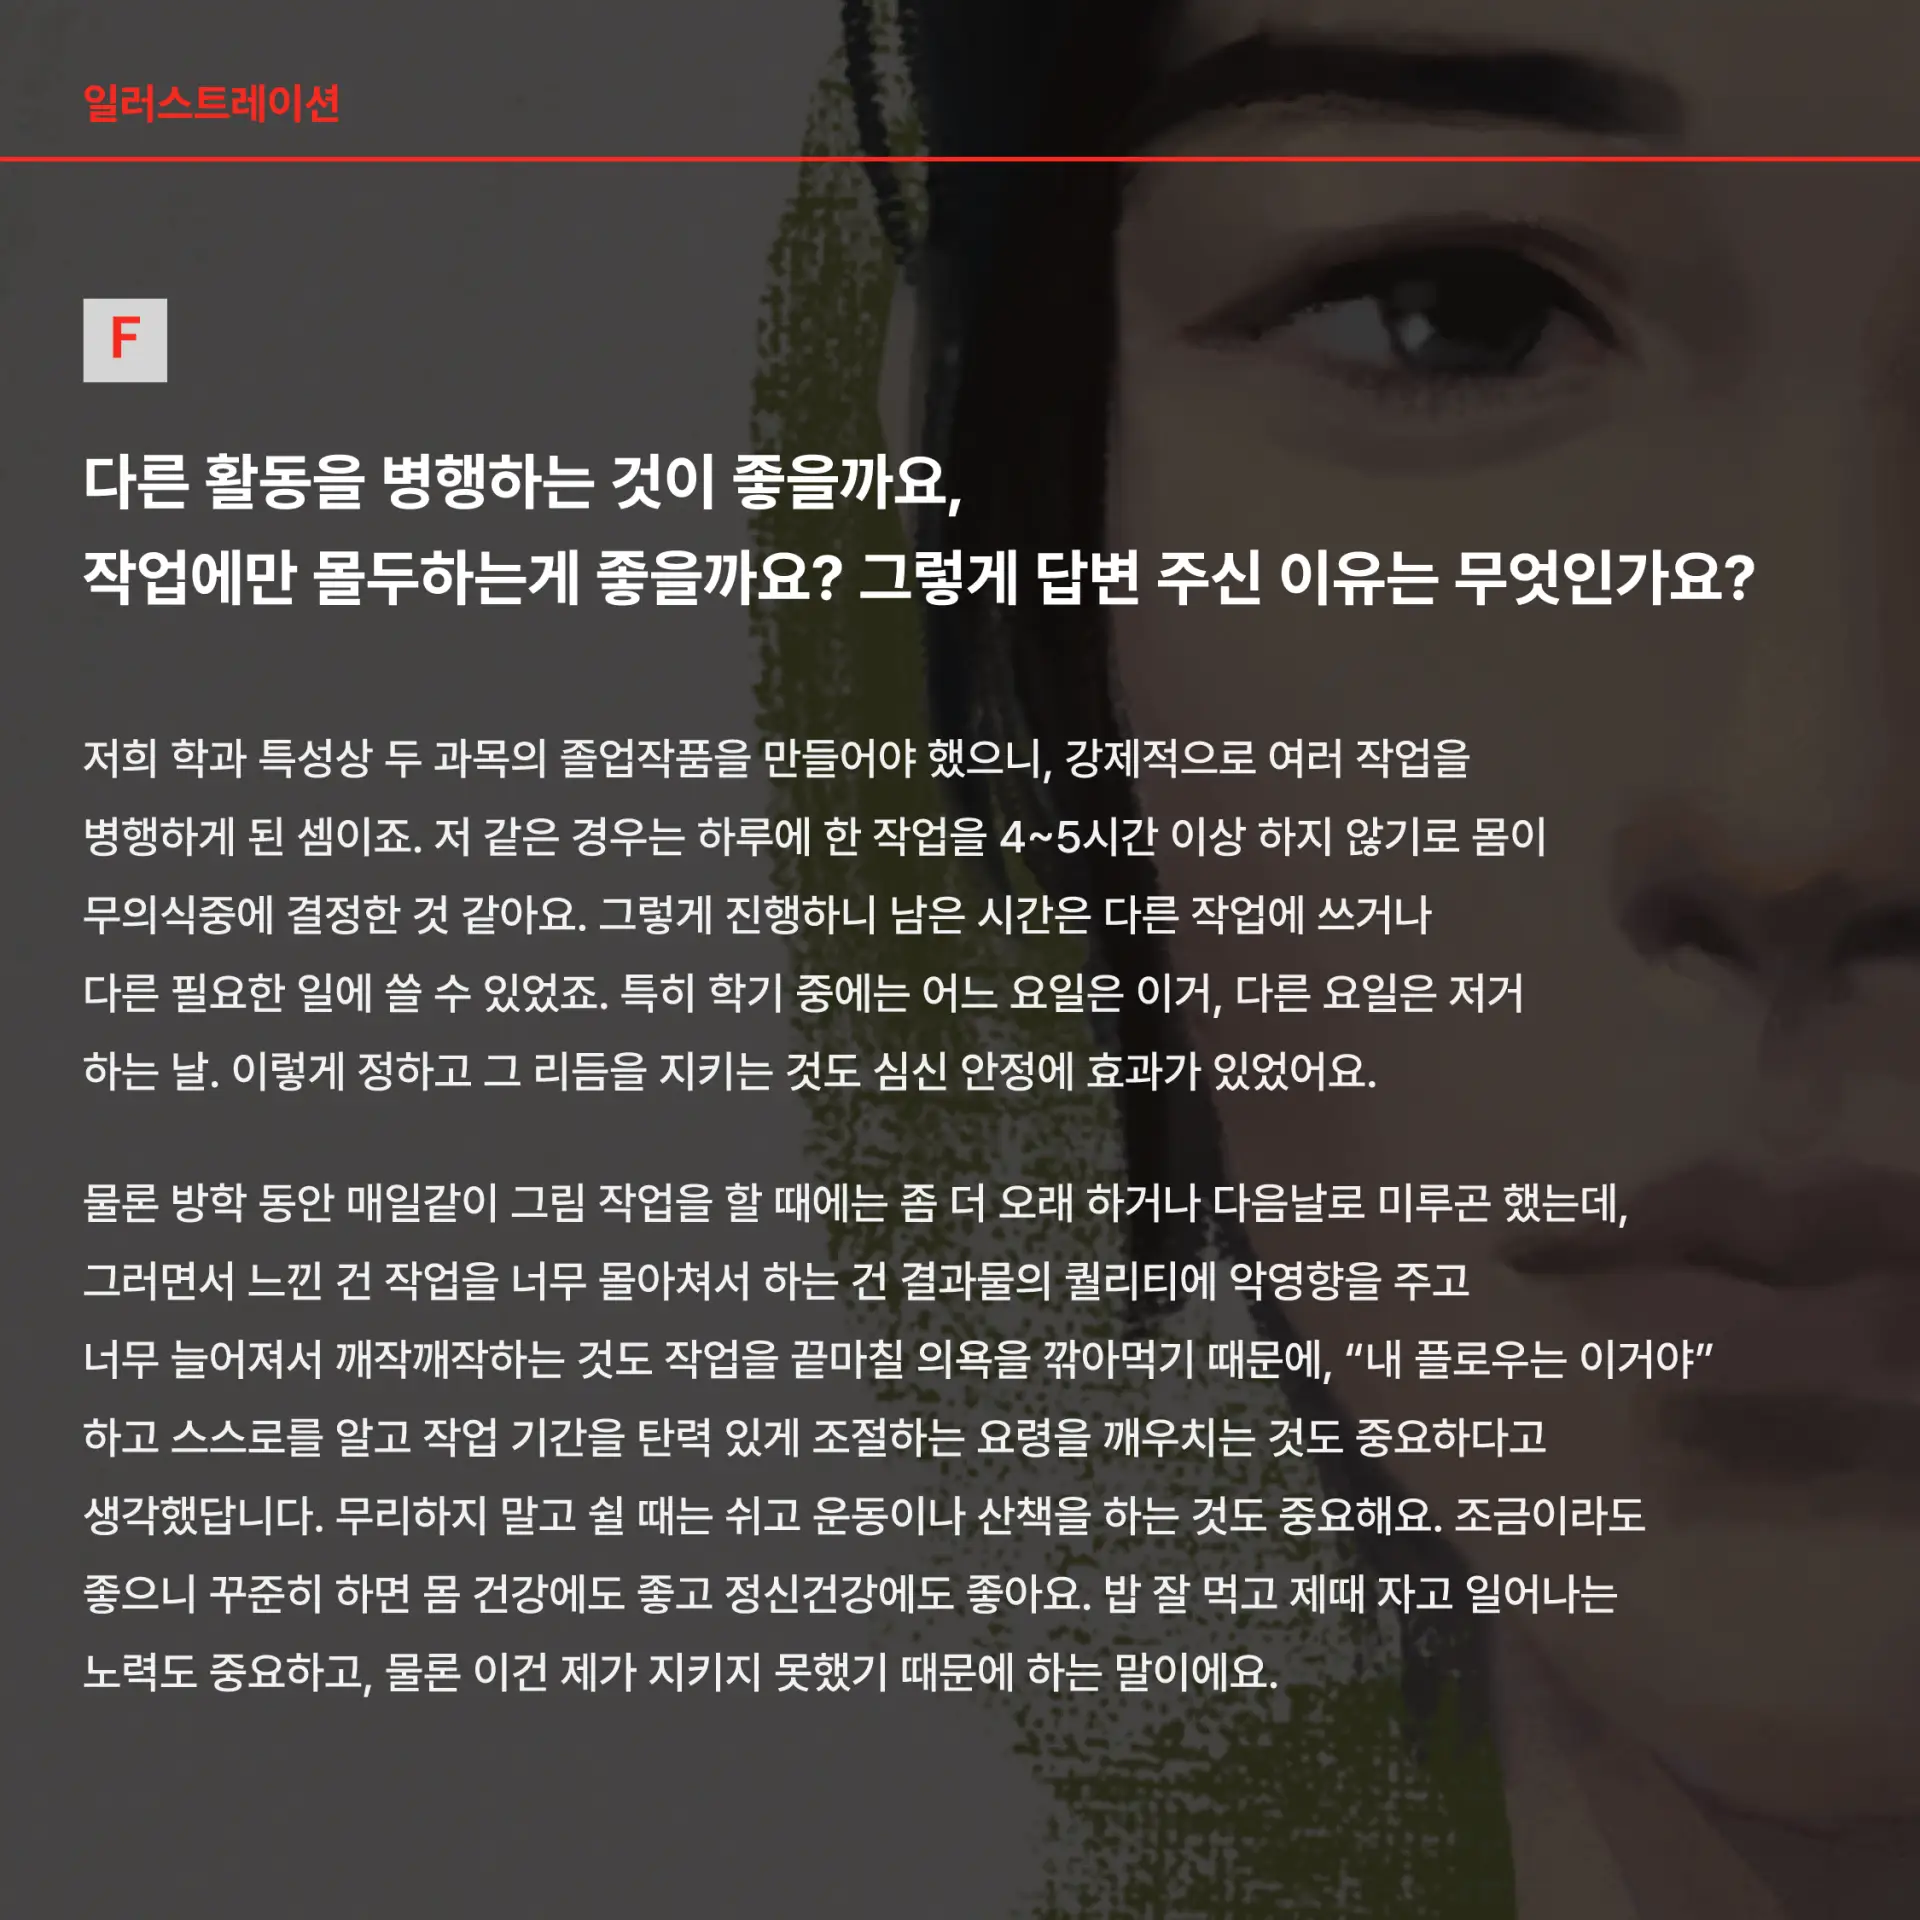 일러스트레이션
F
다른 활동을 병행하는 것이 좋을까요,
작업에만 몰두하는게 좋을까요? 그렇게 답변 주신 이유는 무엇인가요?
저희 학과 특성상 두 과목의 졸업작품을 만들어야 했으니, 강제적으로 여러 작업을
병행하게 된 셈이죠. 저 같은 경우는 하루에 한 작업을 4~5시간 이상 하지 않기로 몸이
무의식중에 결정한 것 같아요. 그렇게 진행하니 남은 시간은 다른 작업에 쓰거나
다른 필요한 일에 쓸 수 있었죠. 특히 학기 중에는 어느 요일은 이거, 다른 요일은 저거
하는 날. 이렇게 정하고 그 리듬을 지키는 것도 심신 안정에 효과가 있었어요.
물론 방학 동안 매일같이 그림 작업을 할 때에는 좀 더 오래 하거나 다음날로 미루곤 했는데,
그러면서 느낀 건 작업을 너무 몰아쳐서 하는 건 결과물의 퀄리티에 악영향을 주고
너무 늘어져서 깨작깨작하는 것도 작업을 끝마칠 의욕을 깎아먹기 때문에, “내 플로우는 이거야”
하고 스스로를 알고 작업 기간을 탄력 있게 조절하는 요령을 깨우치는 것도 중요하다고
생각했답니다. 무리하지 말고 쉴 때는 쉬고 운동이나 산책을 하는 것도 중요해요. 조금이라도
좋으니 꾸준히 하면 몸 건강에도 좋고 정신건강에도 좋아요. 밥 잘 먹고 제때 자고 일어나는
노력도 중요하고, 물론 이건 제가 지키지 못했기 때문에 하는 말이에요.